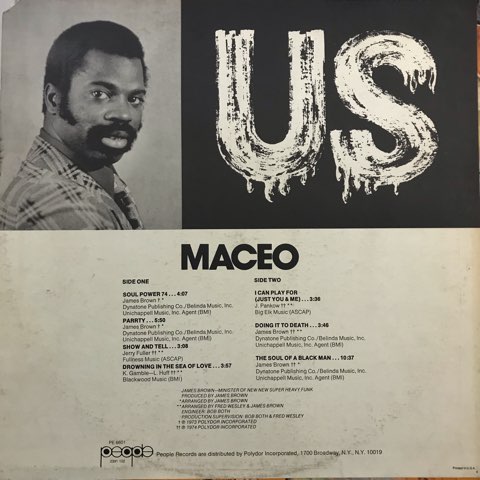 US
MACEO
SIDE ONE
SOUL POWER 74 . . . 4:07
James Brown † *
Dynatone Publishing Co./Belinda Music, Inc.
Unichappell Music, Inc. Agent (BMI)
PARRTY . . . 5:50
James Brown † *
Dynatone Publishing Co./Belinda Music, Inc.
Unichappell Music, Inc. Agent (BMI)
SHOW AND TELL . . . 3:08
Jerry Fuller †† **
Fullness Music (ASCAP)
DROWNING IN THE SEA OF LOVE . . . 3:57
K. Gamble—L. Huff †† * *
Blackwood Music (BMI)
SIDE TWO
I CAN PLAY FOR
(JUST YOU & ME) . . . 3:36
J. Pankow †† **
Big Elk Music (ASCAP)
DOING IT TO DEATH . . . 3:46
James Brown †† **
Dynatone Publishing Co./Belinda Music, Inc.
Unichappell Music, Inc. Agent (BMI)
THE SOUL OF A BLACK MAN . . . 10:37
James Brown †† *
Dynatone Publishing Co./Belinda Music, Inc.
Unichappell Music, Inc. Agent (BMI)
JAMES BROWN—MINISTER OF NEW NEW SUPER HEAVY FUNK
PRODUCED BY JAMES BROWN
*ARRANGED BY JAMES BROWN
**ARRANGED BY FRED WESLEY & JAMES BROWN
ENGINEER: BOB BOTH
PRODUCTION SUPERVISION: BOB BOTH & FRED WESLEY
† ℗ 1973 POLYDOR INCORPORATED
†† ℗ 1974 POLYDOR INCORPORATED
PE 6601
people
People Records are distributed by Polydor Incorporated, 1700 Broadway, N.Y., N.Y. 10019